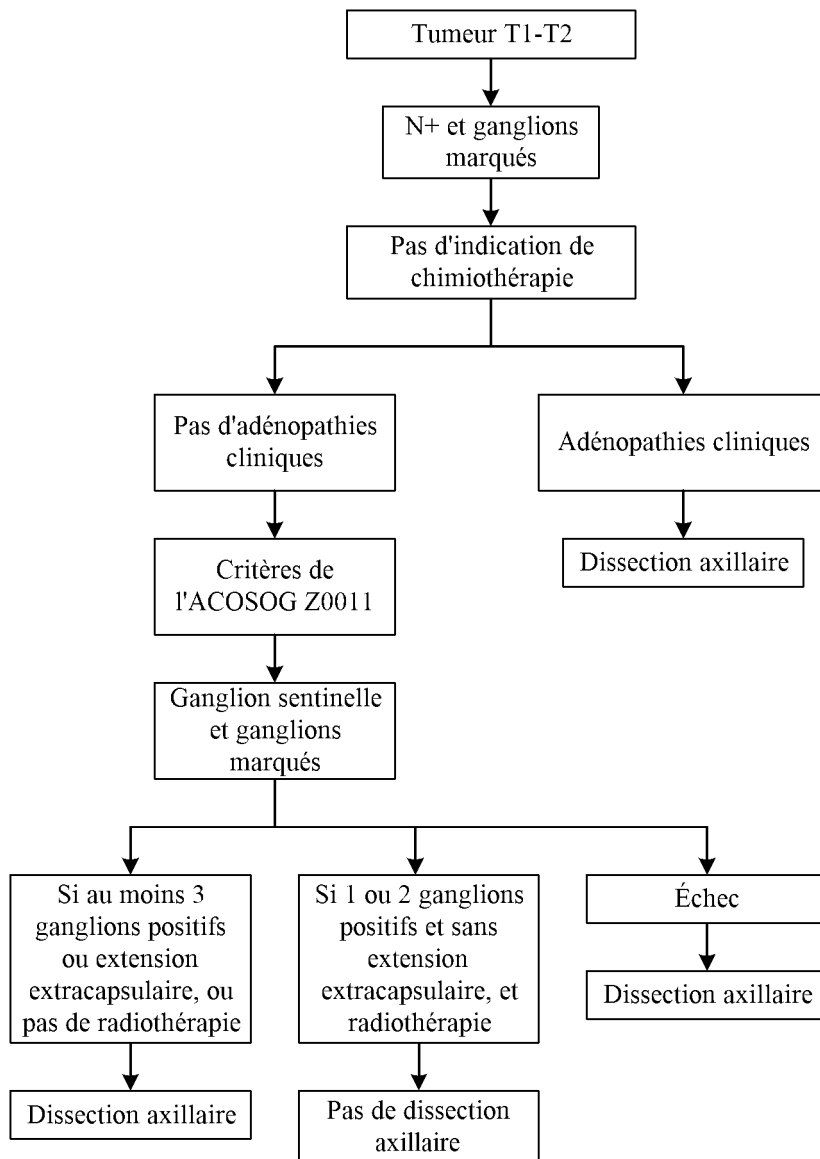 Tumeur T1-T2
N+ et ganglions
marqués
Pas d'indication de
chimiothérapie
Pas d'adénopathies
cliniques
Adénopathies cliniques
Critères de
l'ACOSOG Z0011
Dissection axillaire
Ganglion sentinelle
et ganglions
marqués
Si au moins 3
ganglions positifs
ou extension
extracapsulaire, ou
pas de radiothérapie
Si 1 ou 2 ganglions
positifs et sans
extension
extracapsulaire, et
radiothérapie
Échec
Dissection axillaire
Dissection axillaire
Pas de dissection
axillaire